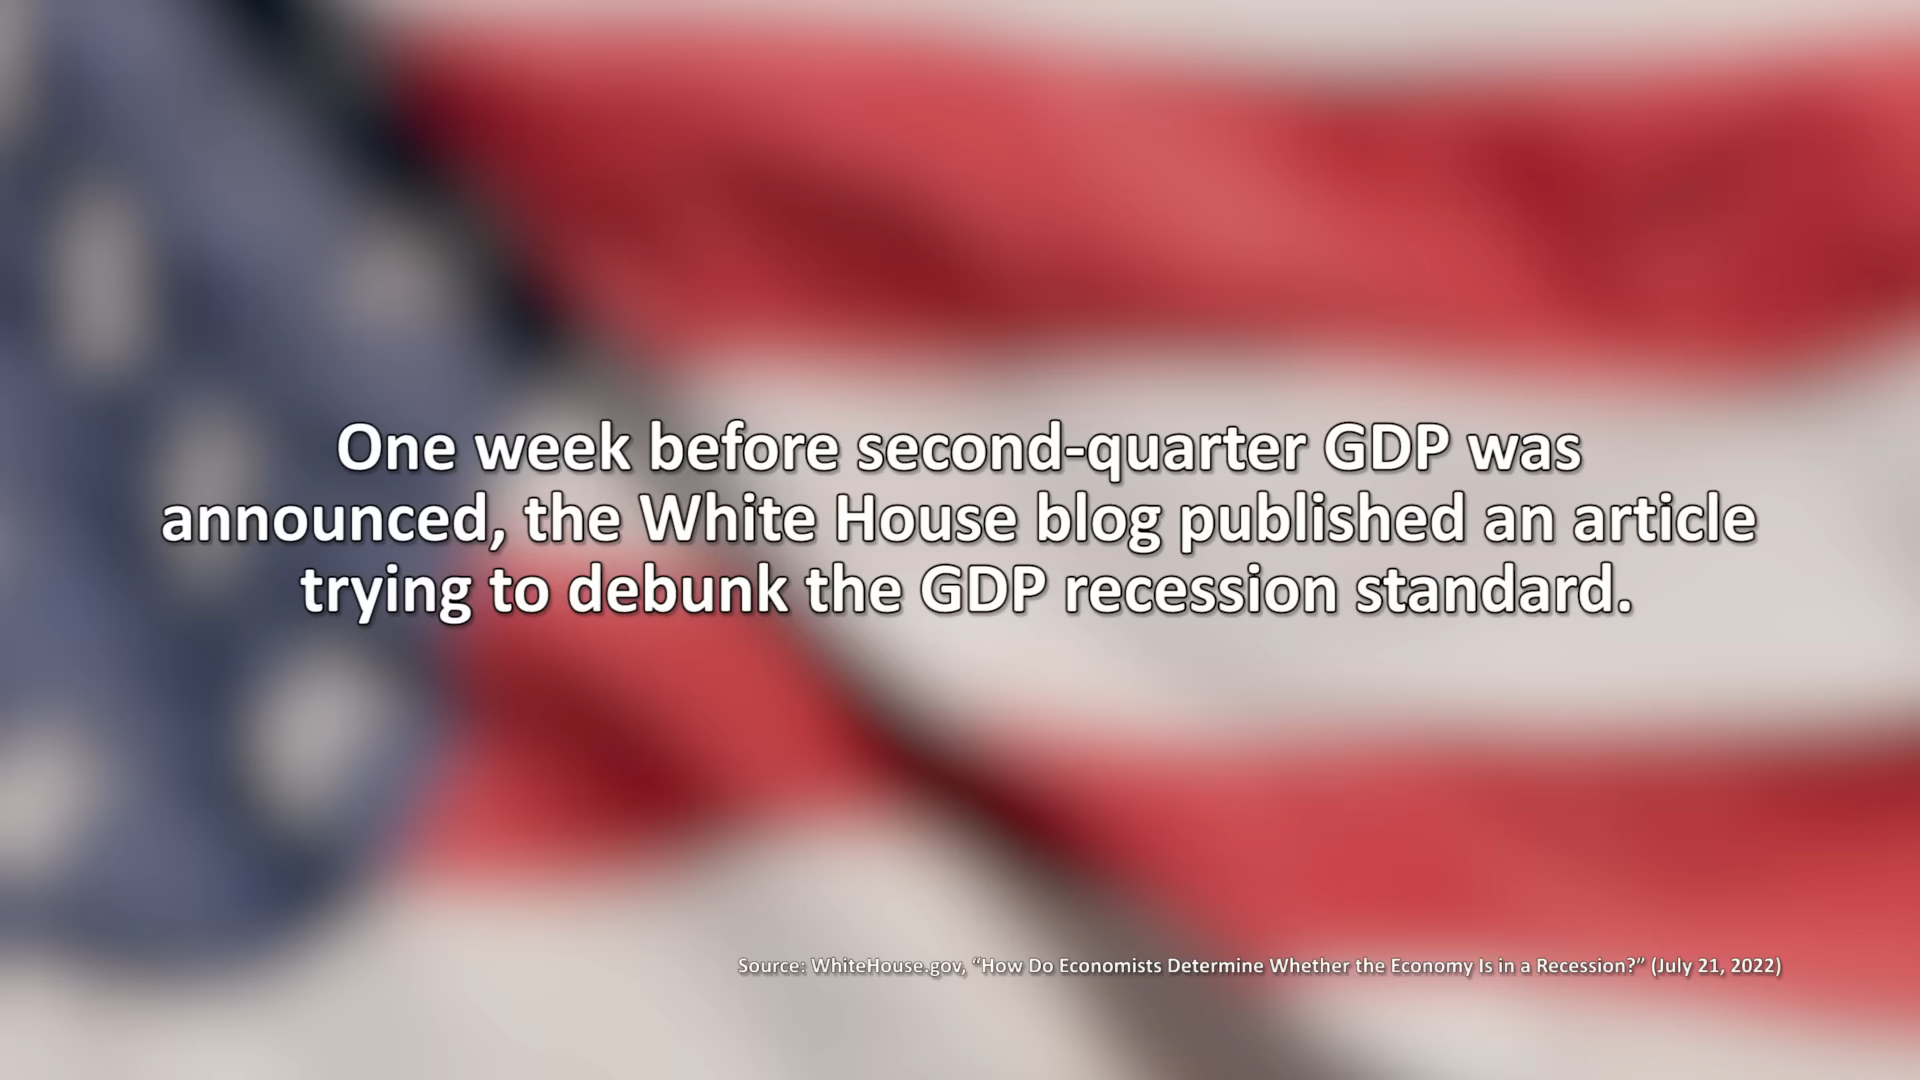 One week before second-quarter GDP was
announced, the White House blog published an article
trying to debunk the GDP recession standard.
Source: WhiteHouse.gov, “How Do Economists Determine Whether the Economy Is in a Recession?” (July 21, 2022)